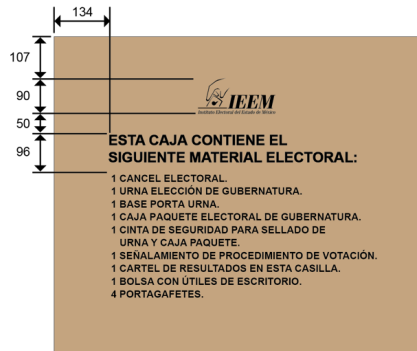 134
107
90
50
96
IEEM
Instituto Electoral del Estado de México
ESTA CAJA CONTIENE EL
SIGUIENTE MATERIAL ELECTORAL:
1 CANCEL ELECTORAL.
1 URNA ELECCIÓN DE GUBERNATURA.
1 BASE PORTA URNA.
1 CAJA PAQUETE ELECTORAL DE GUBERNATURA.
1 CINTA DE SEGURIDAD PARA SELLADO DE
URNA Y CAJA PAQUETE.
1 SEÑALAMIENTO DE PROCEDIMIENTO DE VOTACIÓN.
1 CARTEL DE RESULTADOS EN ESTA CASILLA.
1 BOLSA CON ÚTILES DE ESCRITORIO.
4 PORTAGAFETES.